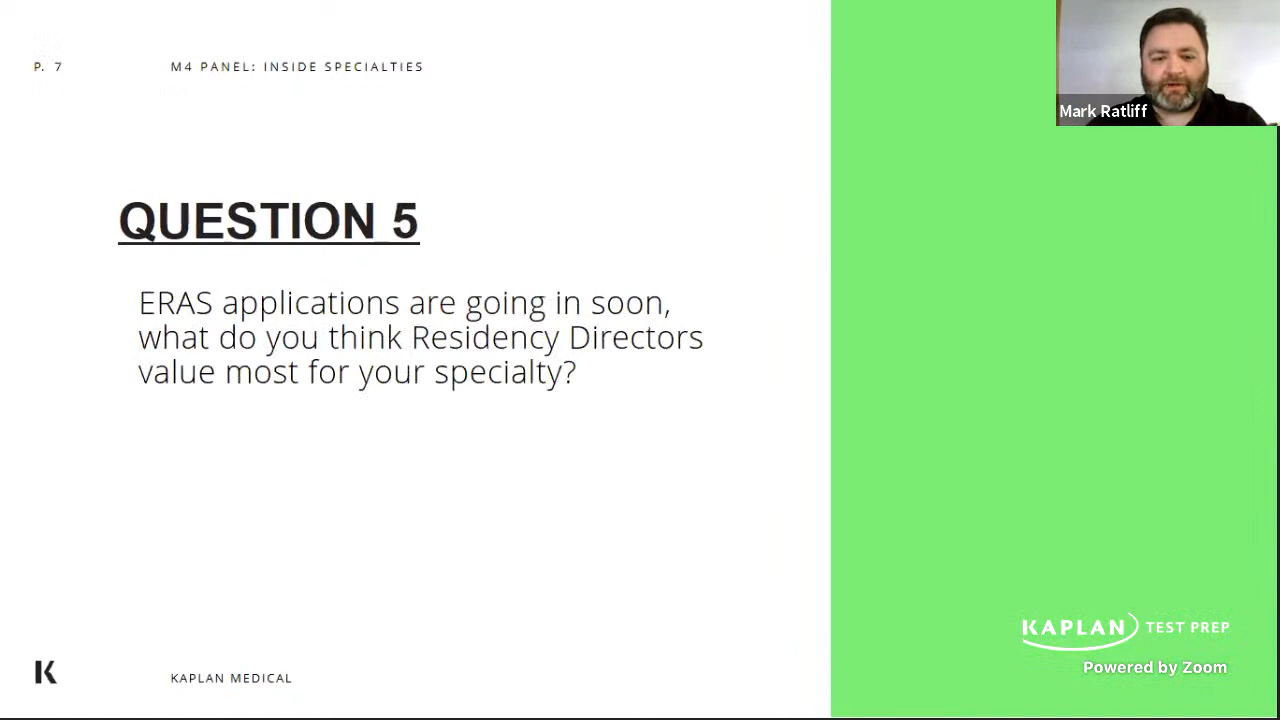 P. 7
M4 PANEL: INSIDE SPECIALTIES
Mark Ratliff
QUESTION 5
ERAS applications are going in soon,
what do you think Residency Directors
value most for your specialty?
KAPLAN TEST PREP
Powered by Zoom
K
KAPLAN MEDICAL